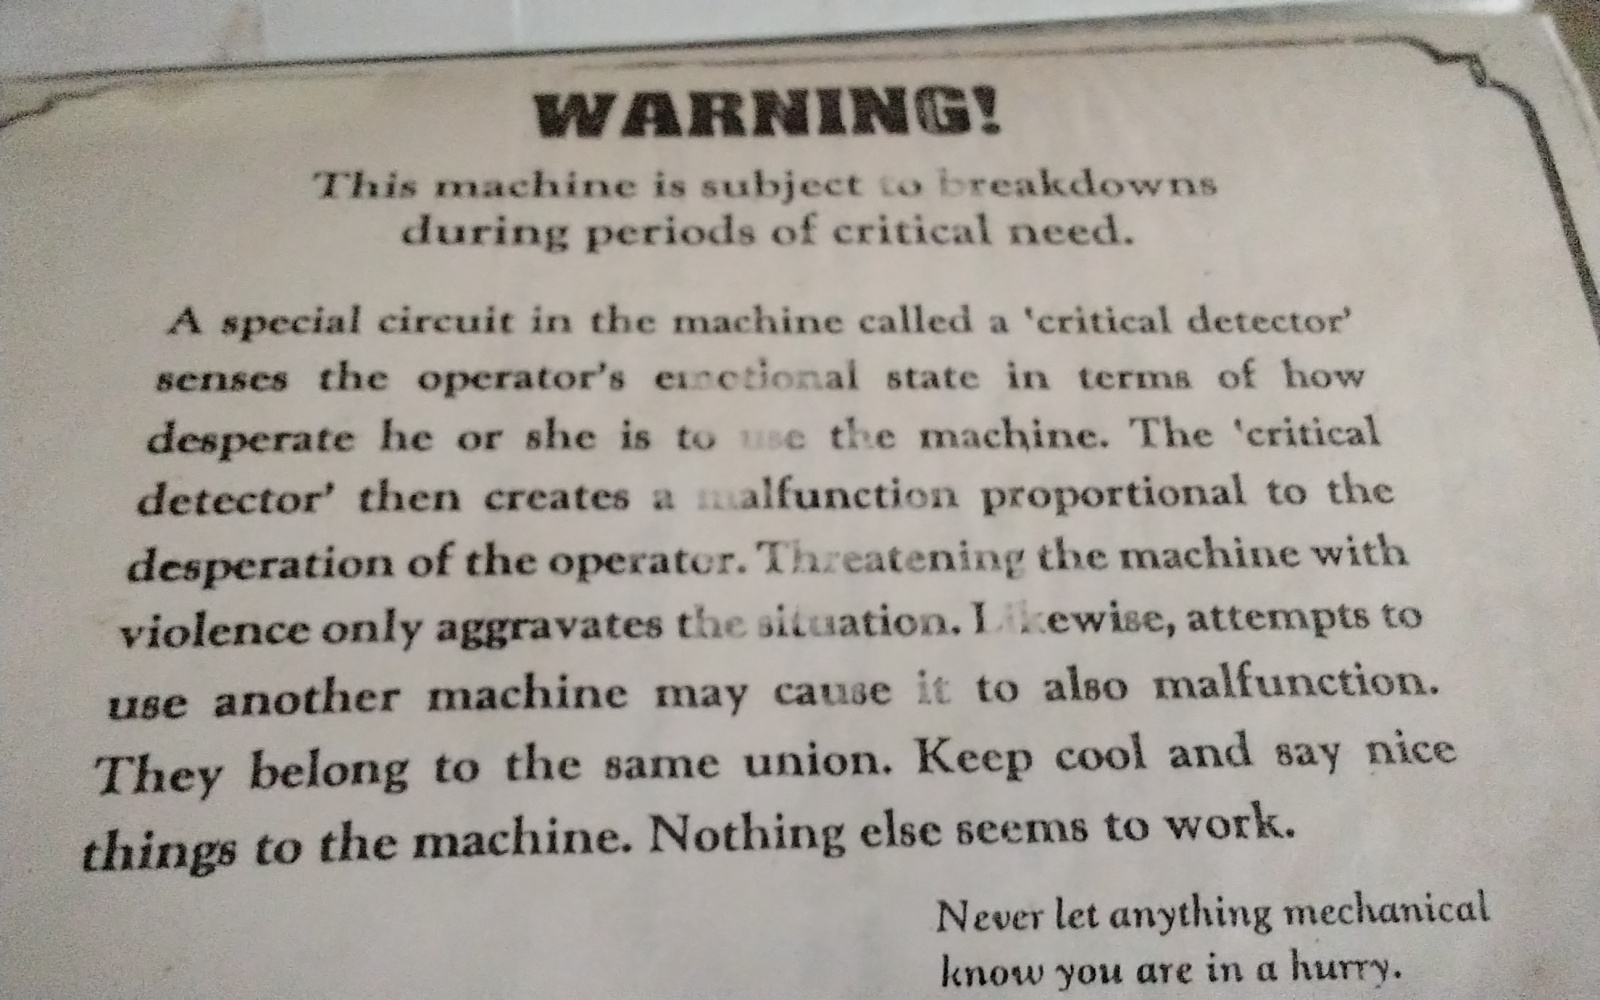 WARNING!
This machine is subject to breakdowns
during periods of critical need.
A special circuit in the machine called a 'critical detector'
senses the operator's emotional state in terms of how
desperate he or she is to use the machine. The 'critical
detector' then creates a malfunction proportional to the
desperation of the operator. Threatening the machine with
violence only aggravates the situation. Likewise, attempts to
use another machine may cause it to also malfunction.
They belong to the same union. Keep cool and say nice
things to the machine. Nothing else seems to work.
Never let anything mechanical
know you are in a hurry.